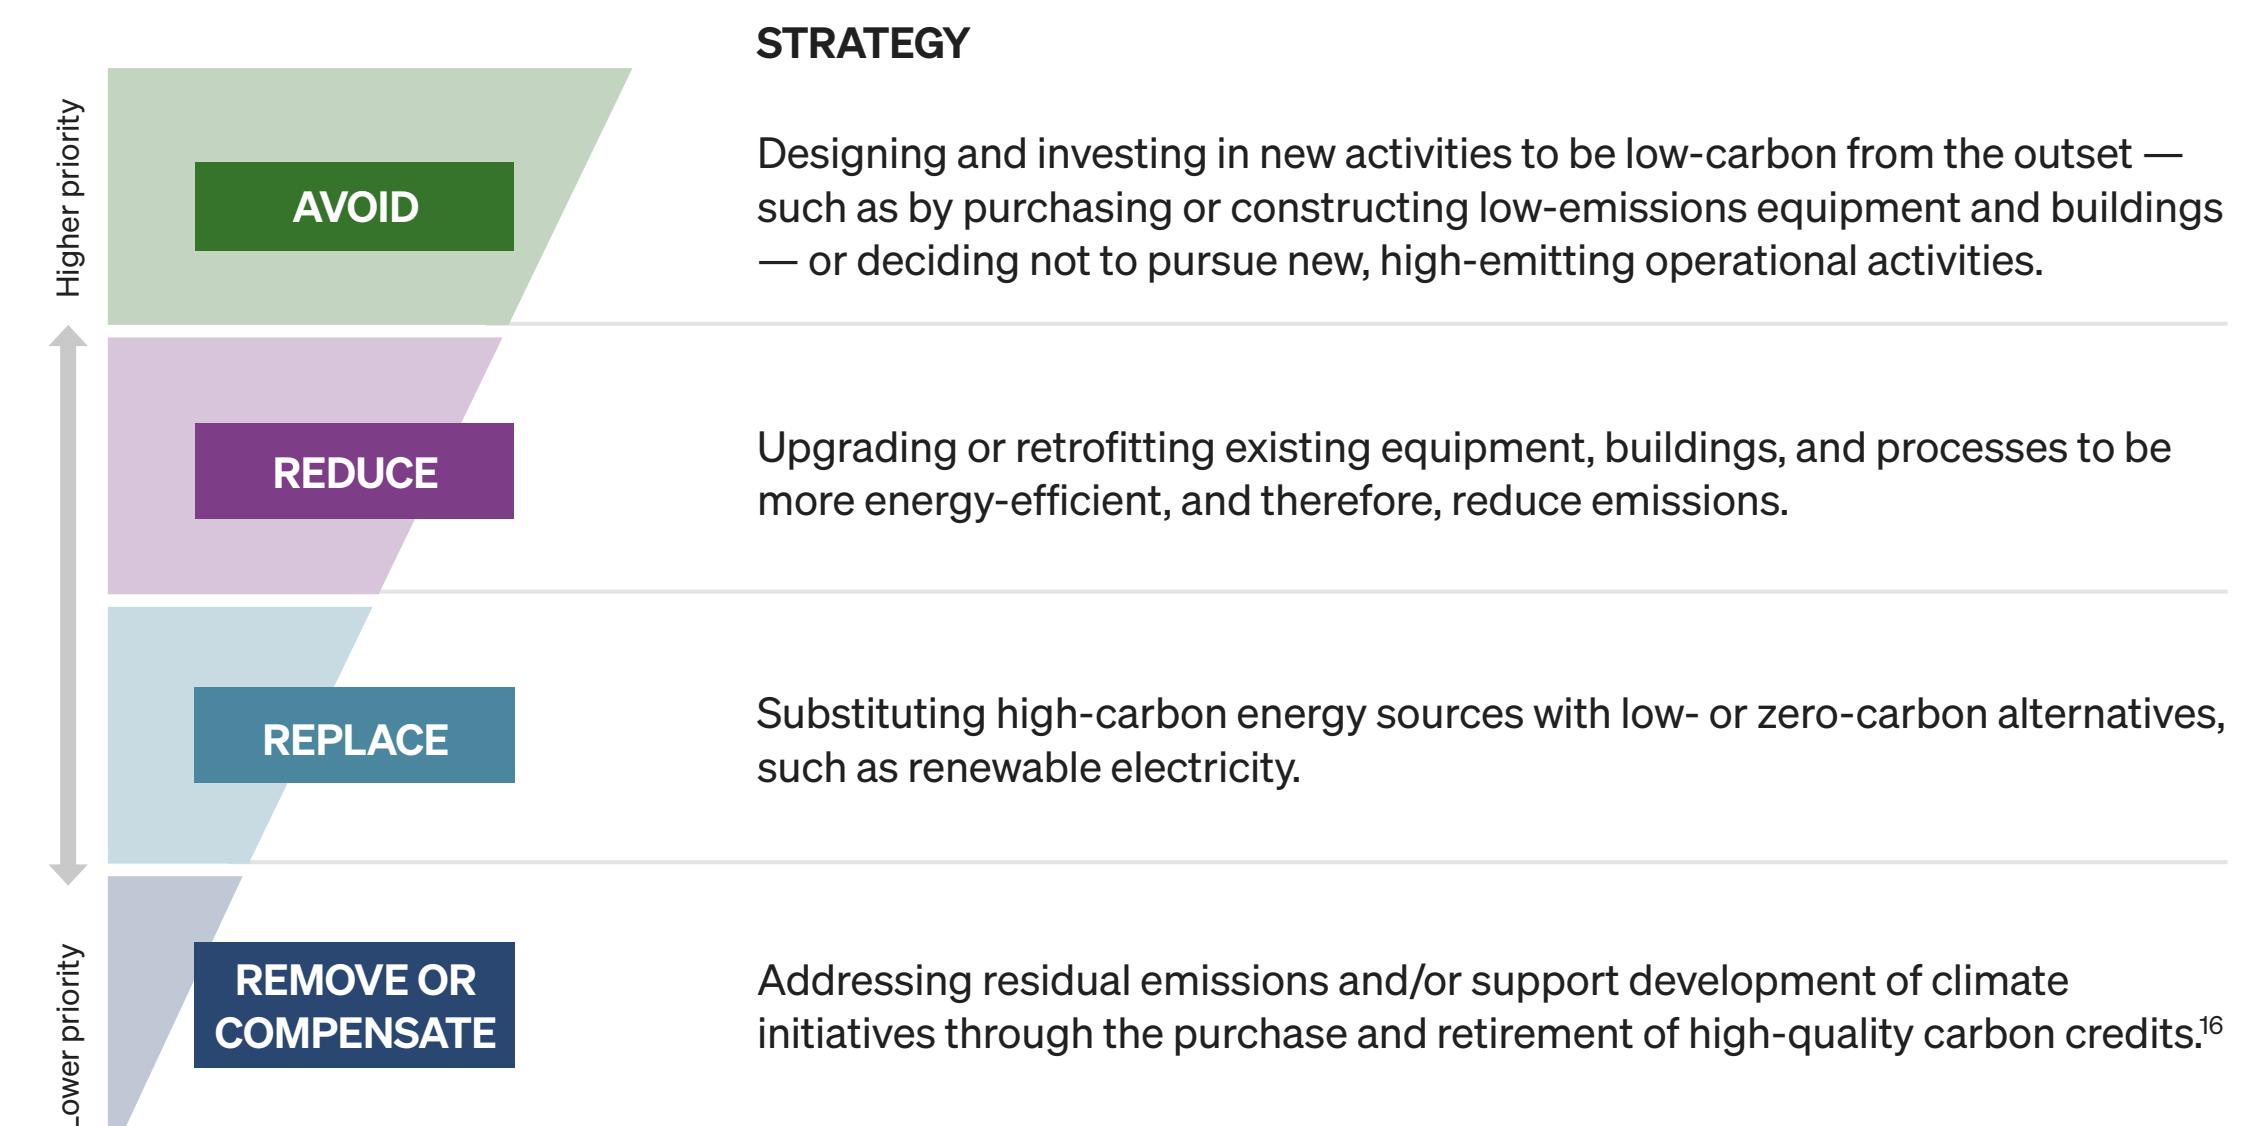 STRATEGY
Higher priority
AVOID
Designing and investing in new activities to be low-carbon from the outset —
such as by purchasing or constructing low-emissions equipment and buildings
— or deciding not to pursue new, high-emitting operational activities.
REDUCE
Upgrading or retrofitting existing equipment, buildings, and processes to be
more energy-efficient, and therefore, reduce emissions.
REPLACE
Substituting high-carbon energy sources with low- or zero-carbon alternatives,
such as renewable electricity.
Lower priority
REMOVE OR
COMPENSATE
Addressing residual emissions and/or support development of climate
initiatives through the purchase and retirement of high-quality carbon credits.16